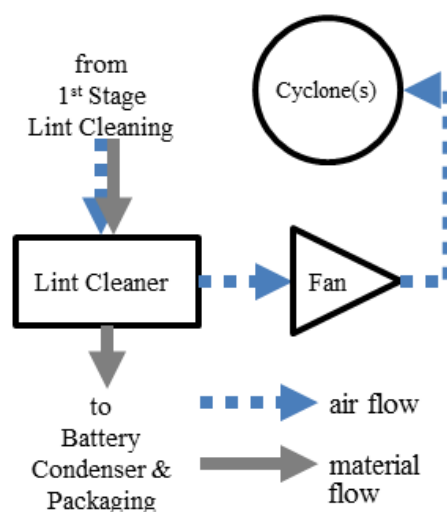 from
1st Stage
Lint Cleaning
Cyclone(s)
Lint Cleaner
Fan
to
Battery
Condenser &
Packaging
air flow
material
flow